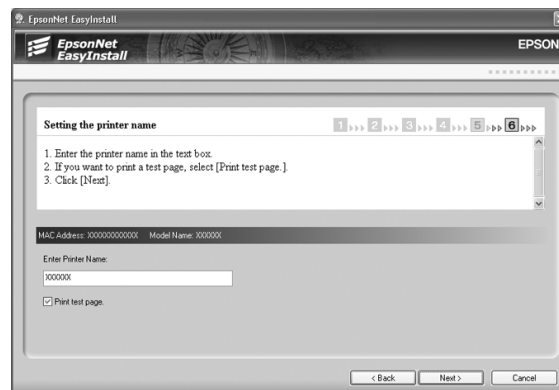 EpsonNet EasyInstall
EpsonNet
EasyInstall
EPSON
Setting the printer name
1 2 3 4 5 6
1. Enter the printer name in the text box.
2. If you want to print a test page, select [Print test page.].
3. Click [Next].
MAC Address: XXXXXXXXXXXX Model Name: XXXXXX
Enter Printer Name:
XXXXXX
Print test page.
< Back Next > Cancel